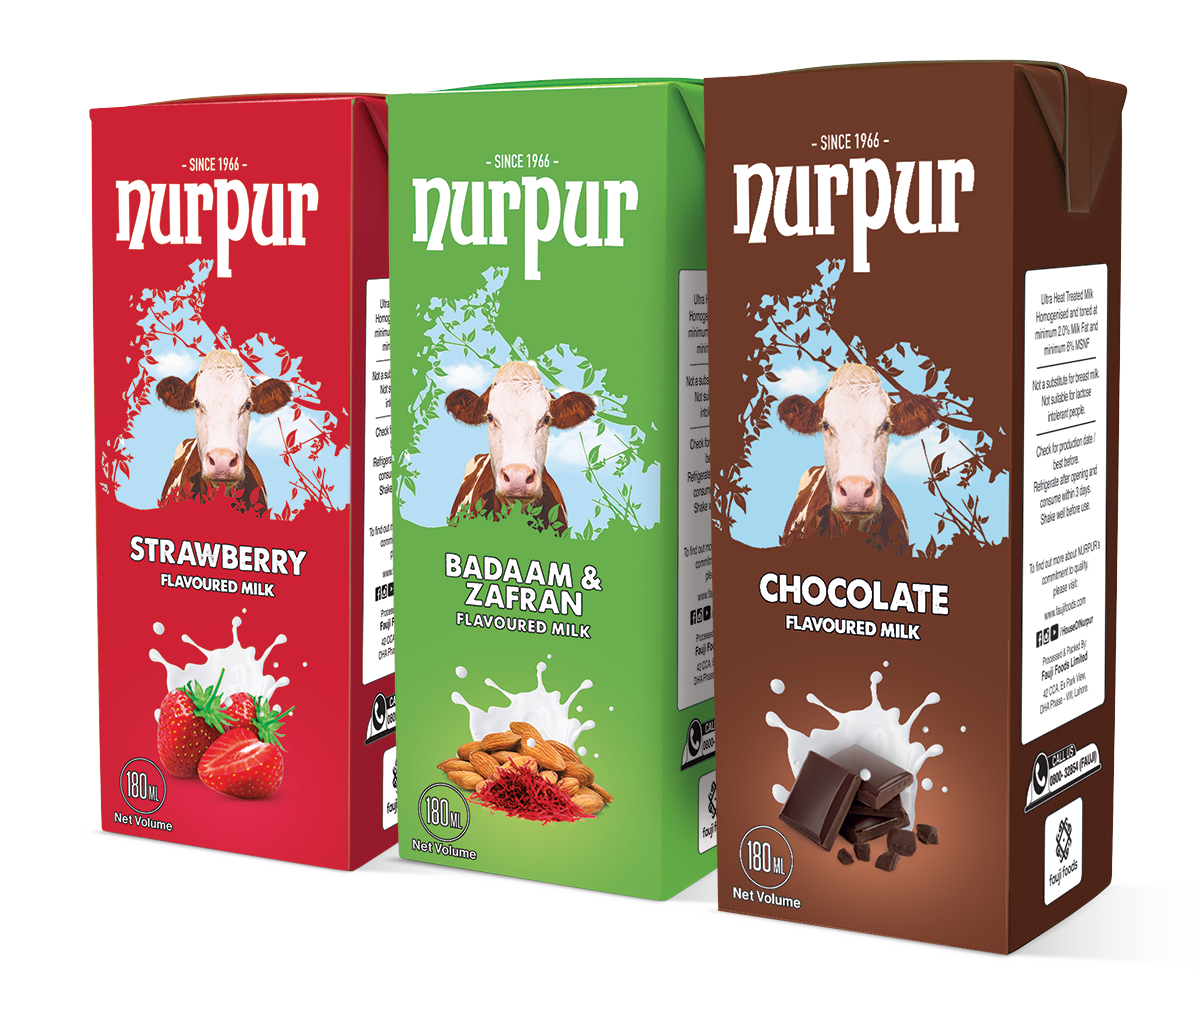 - SINCE 1966 -
nurpur
STRAWBERRY
FLAVOURED MILK
180 ML
Net Volume
- SINCE 1966 -
nurpur
BADAAM &
ZAFRAN
FLAVOURED MILK
180 ML
Net Volume
- SINCE 1966 -
nurpur
CHOCOLATE
FLAVOURED MILK
180 ML
Net Volume
Ultra Heat Treated Milk
Homogenised and toned at
minimum 2.0% Milk Fat and
minimum 6% MSNF
Not a substitute for breast milk.
Not suitable for lactose
intolerant people.
Check for production date /
best before.
Refrigerate after opening and
consume within 3 days.
Shake well before use.
To find out more about NURPUR's
commitment to quality,
please visit:
www.faujifoods.com
/HouseOfNurpur
Processed & Packed By:
Fauji Foods Limited
42 CCA, Ex Park View,
DHA Phase - VIII, Lahore.
CALL US
0800- 32854 (FAUJI)
fauji foods